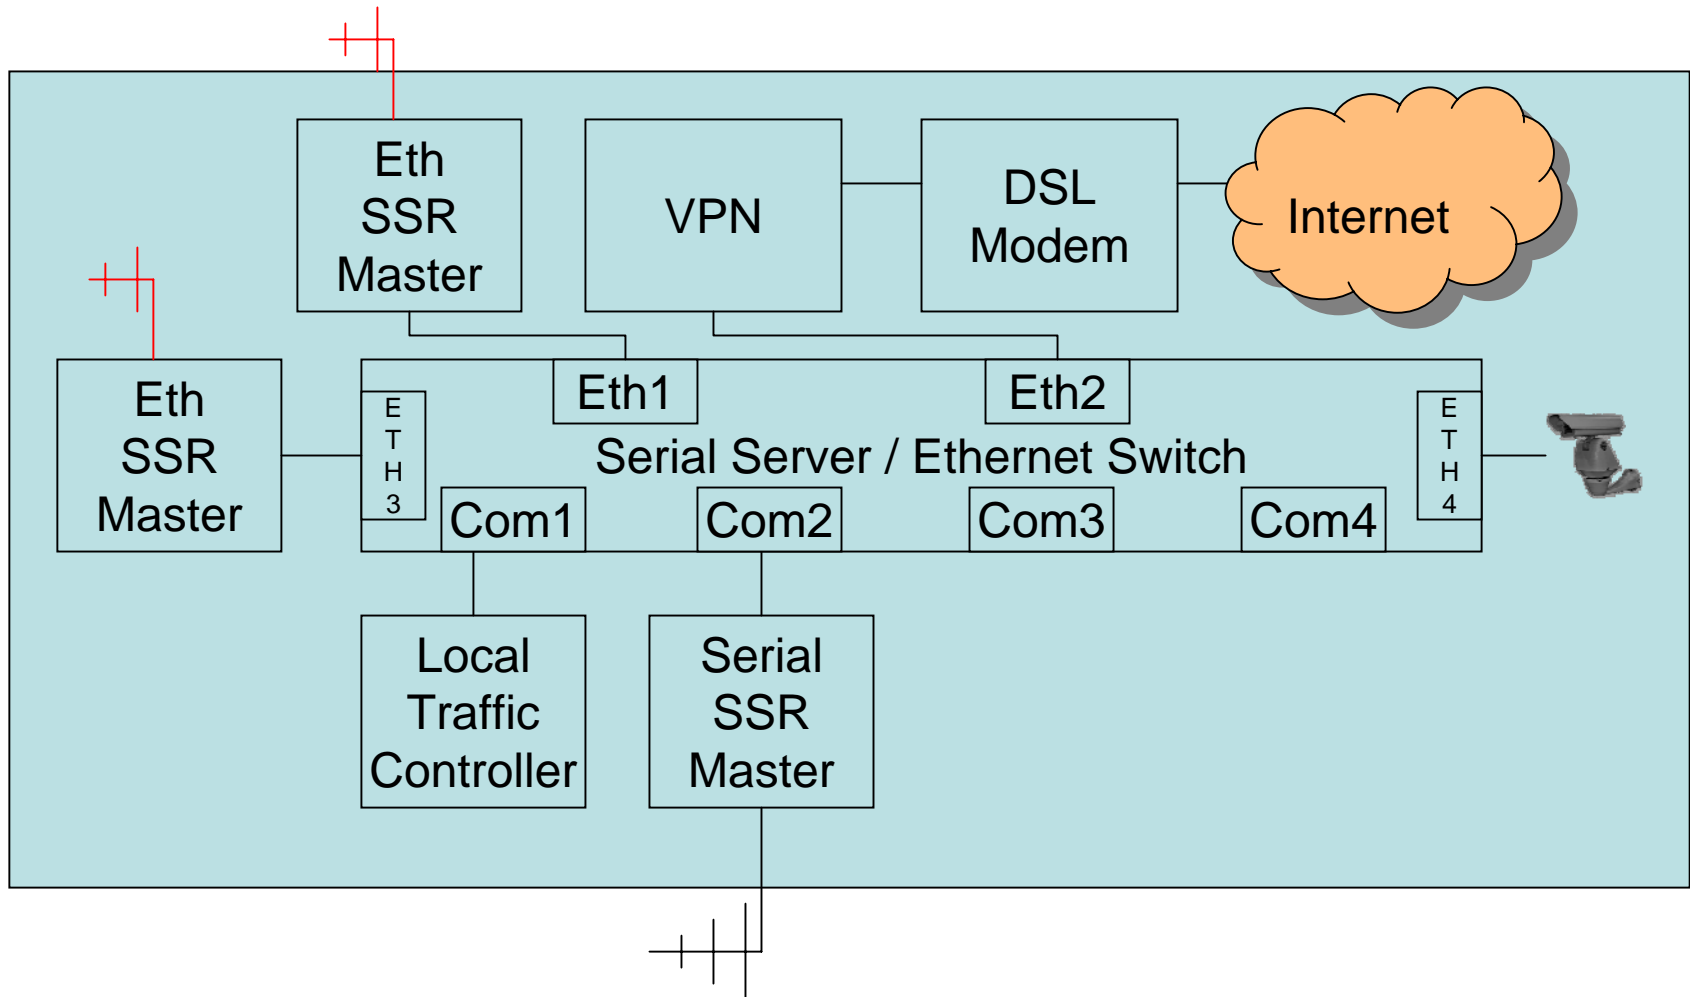 Eth
SSR
Master
VPN
DSL
Modem
Internet
Eth
SSR
Master
E
T
H
3
Eth1
Eth2
E
T
H
4
Serial Server / Ethernet Switch
Com1
Com2
Com3
Com4
Local
Traffic
Controller
Serial
SSR
Master